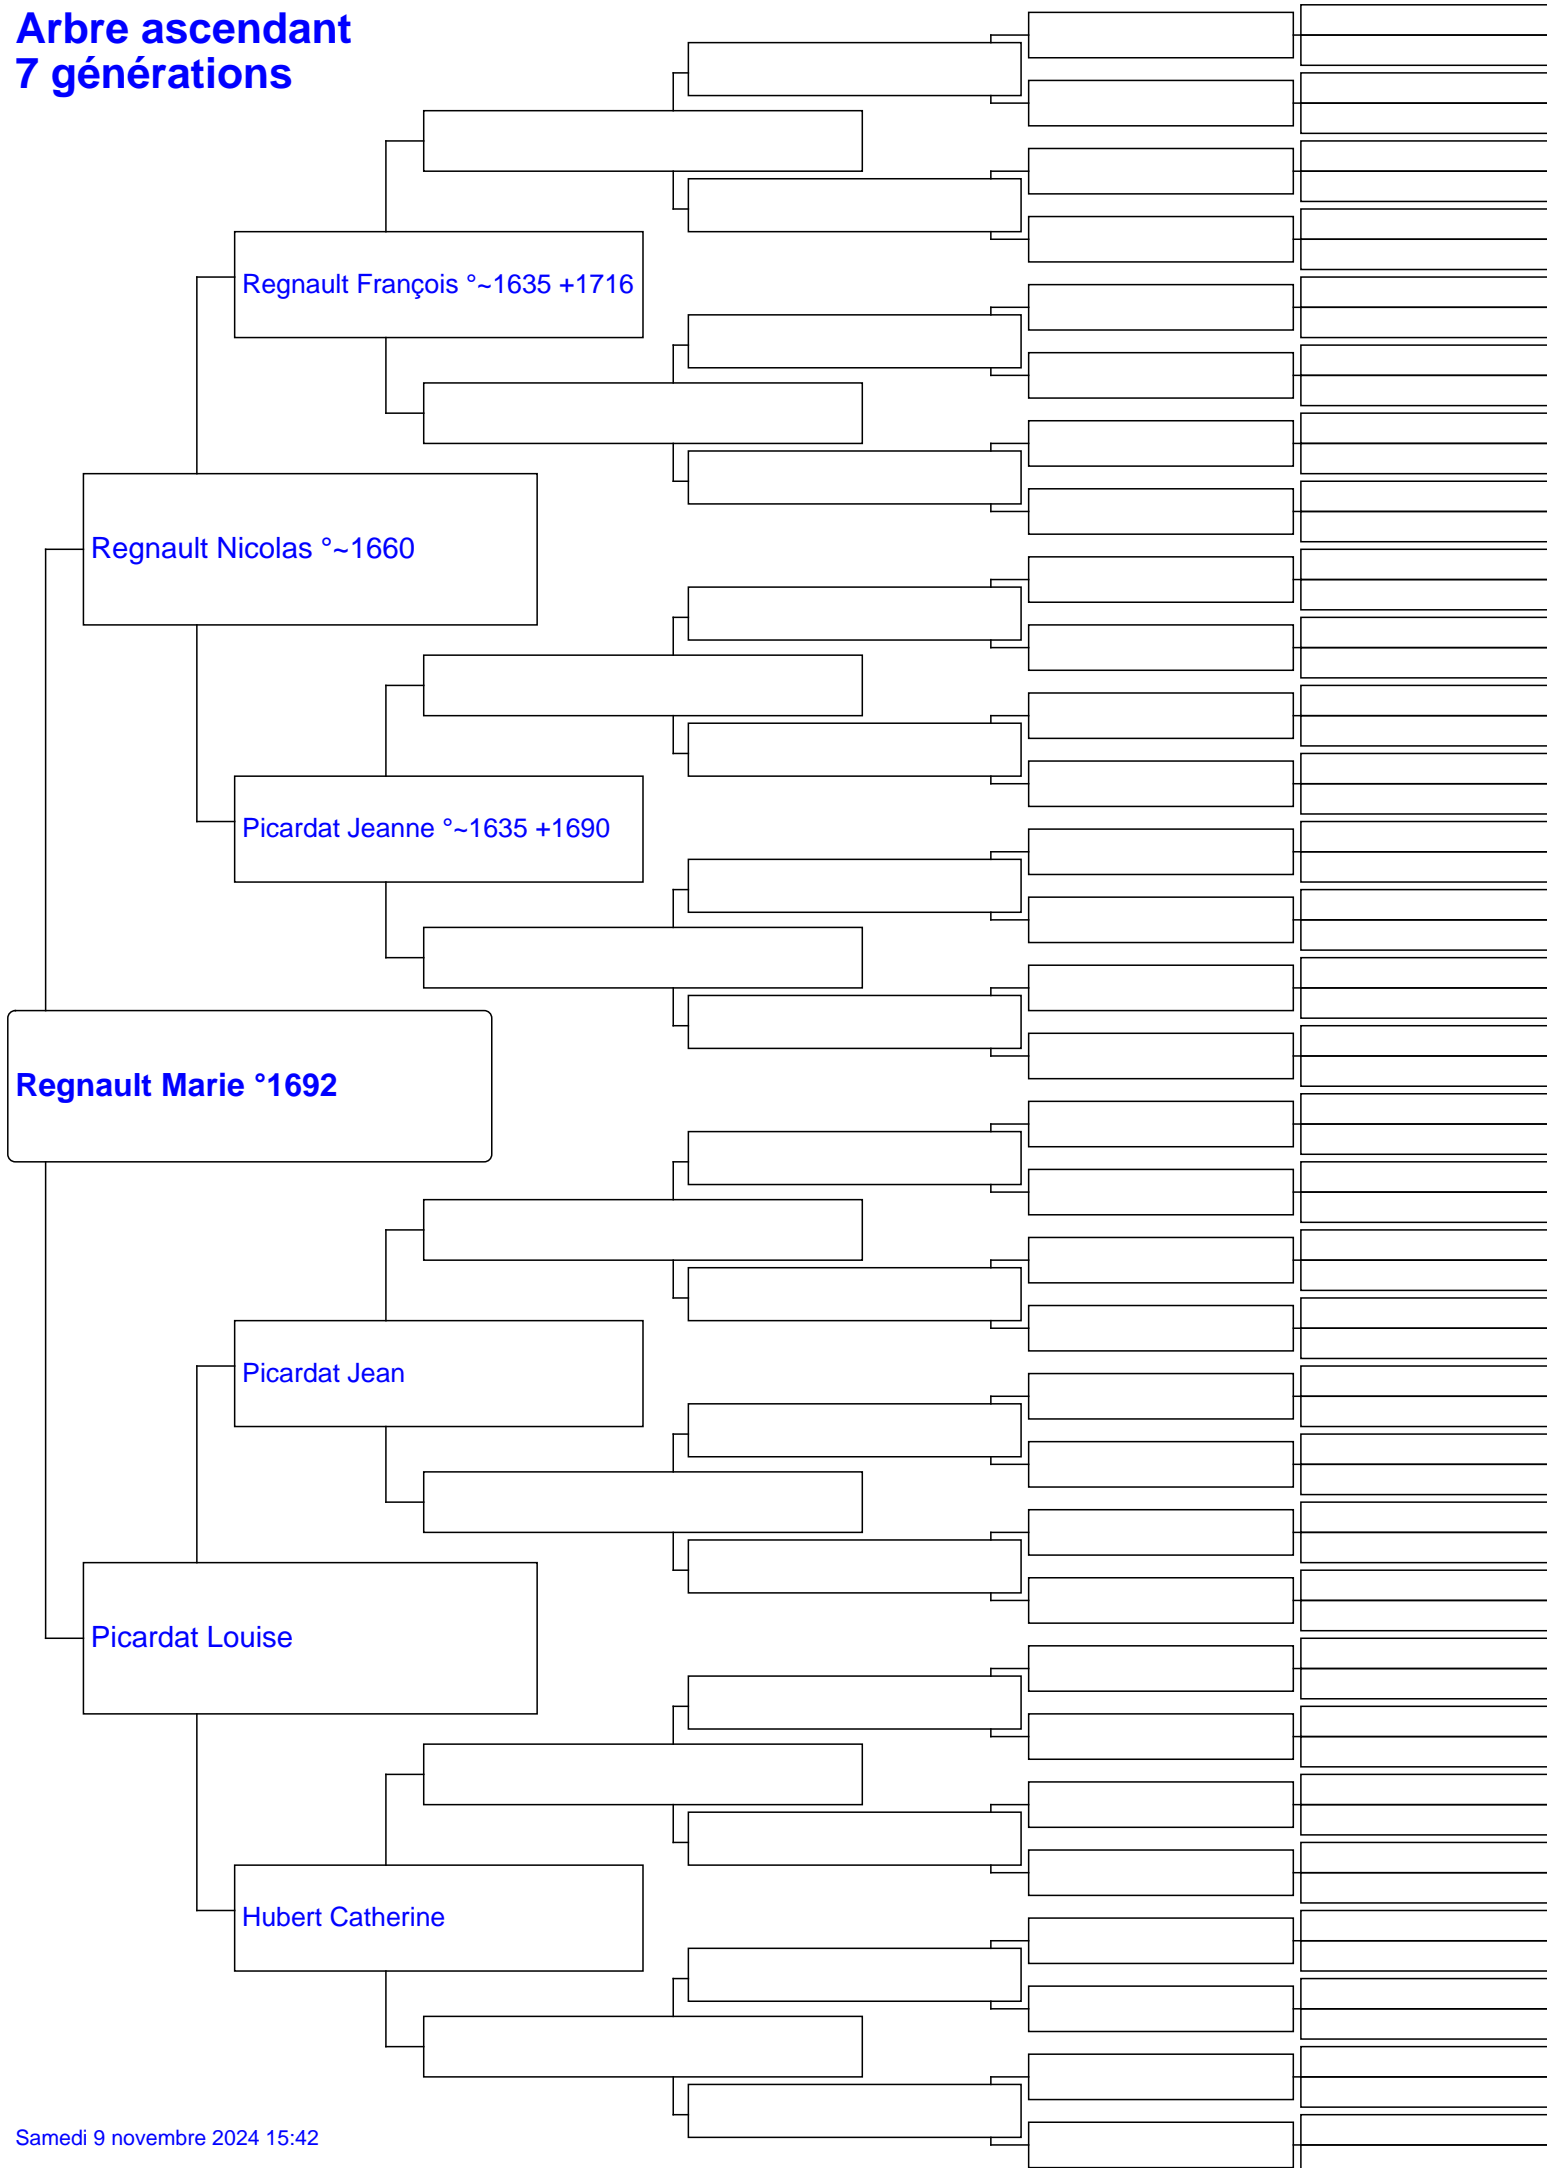 Arbre ascendant
7 générations
Regnault François °~1635 +1716
Regnault Nicolas °~1660
Picardat Jeanne °~1635 +1690
Regnault Marie °1692
Picardat Jean
Picardat Louise
Hubert Catherine
Samedi 9 novembre 2024 15:42